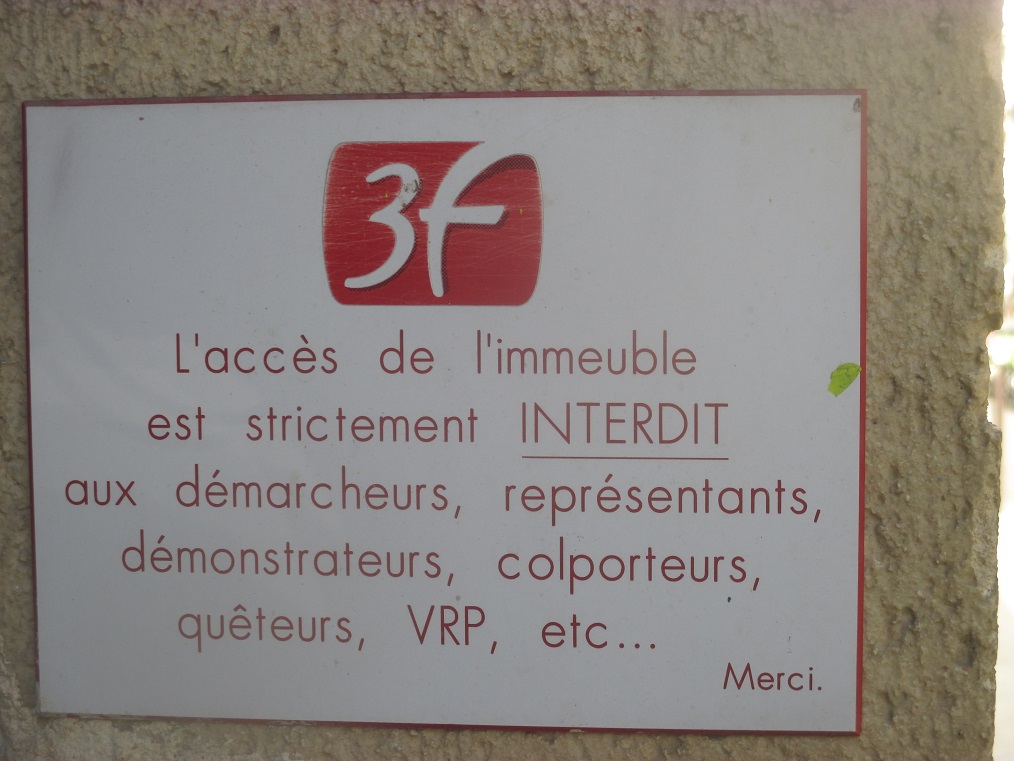 3f
L'accès de l'immeuble
est strictement INTERDIT
aux démarcheurs, représentants,
démonstrateurs, colporteurs,
quêteurs, VRP, etc...
Merci.